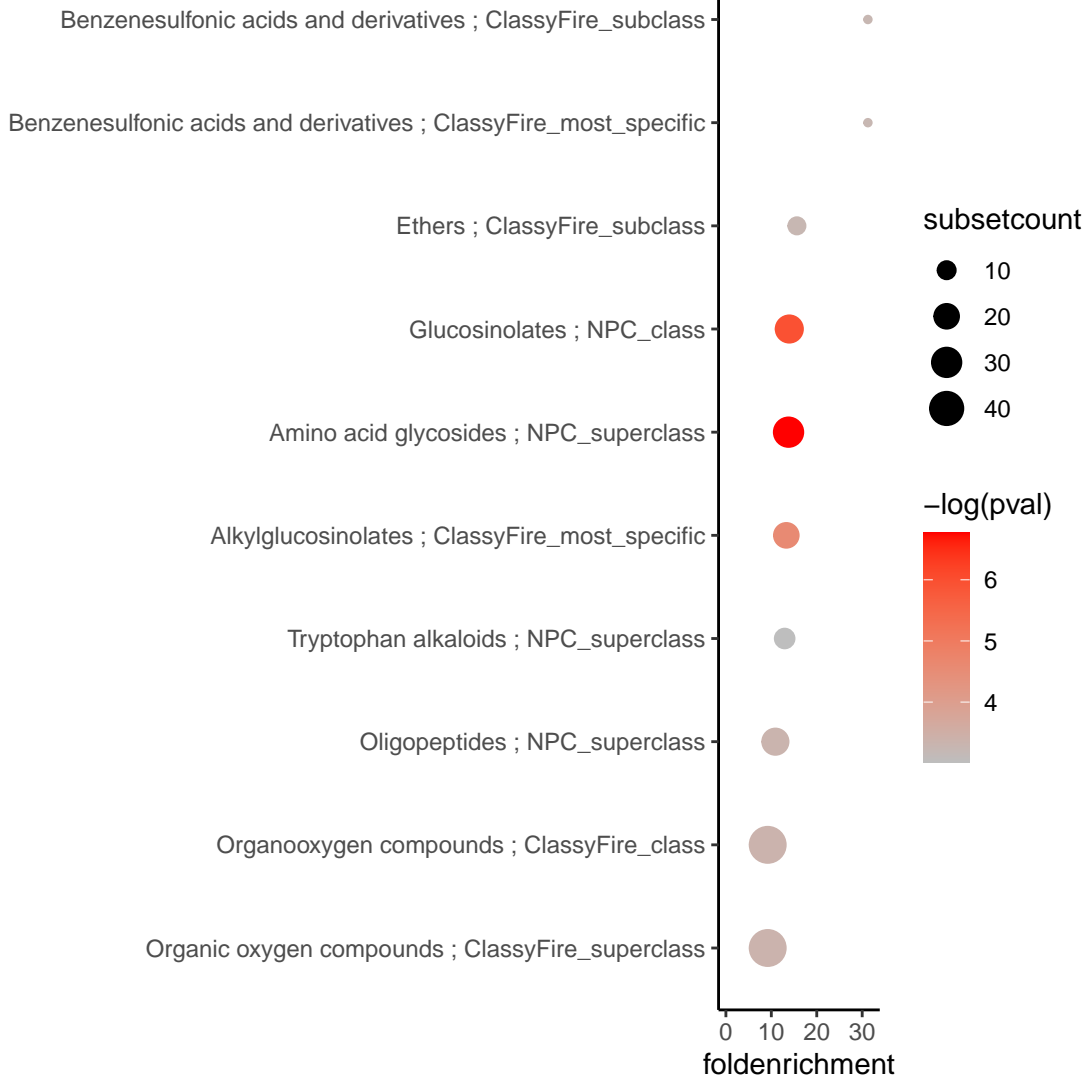 Benzenesulfonic acids and derivatives ; ClassyFire_subclass
Benzenesulfonic acids and derivatives ; ClassyFire_most_specific
Ethers ; ClassyFire_subclass
Glucosinolates ; NPC_class
Amino acid glycosides ; NPC_superclass
Alkylglucosinolates ; ClassyFire_most_specific
Tryptophan alkaloids ; NPC_superclass
Oligopeptides ; NPC_superclass
Organooxygen compounds ; ClassyFire_class
Organic oxygen compounds ; ClassyFire_superclass
0 10 20 30
foldenrichment
subsetcount
10
20
30
40
−log(pval)
6
5
4